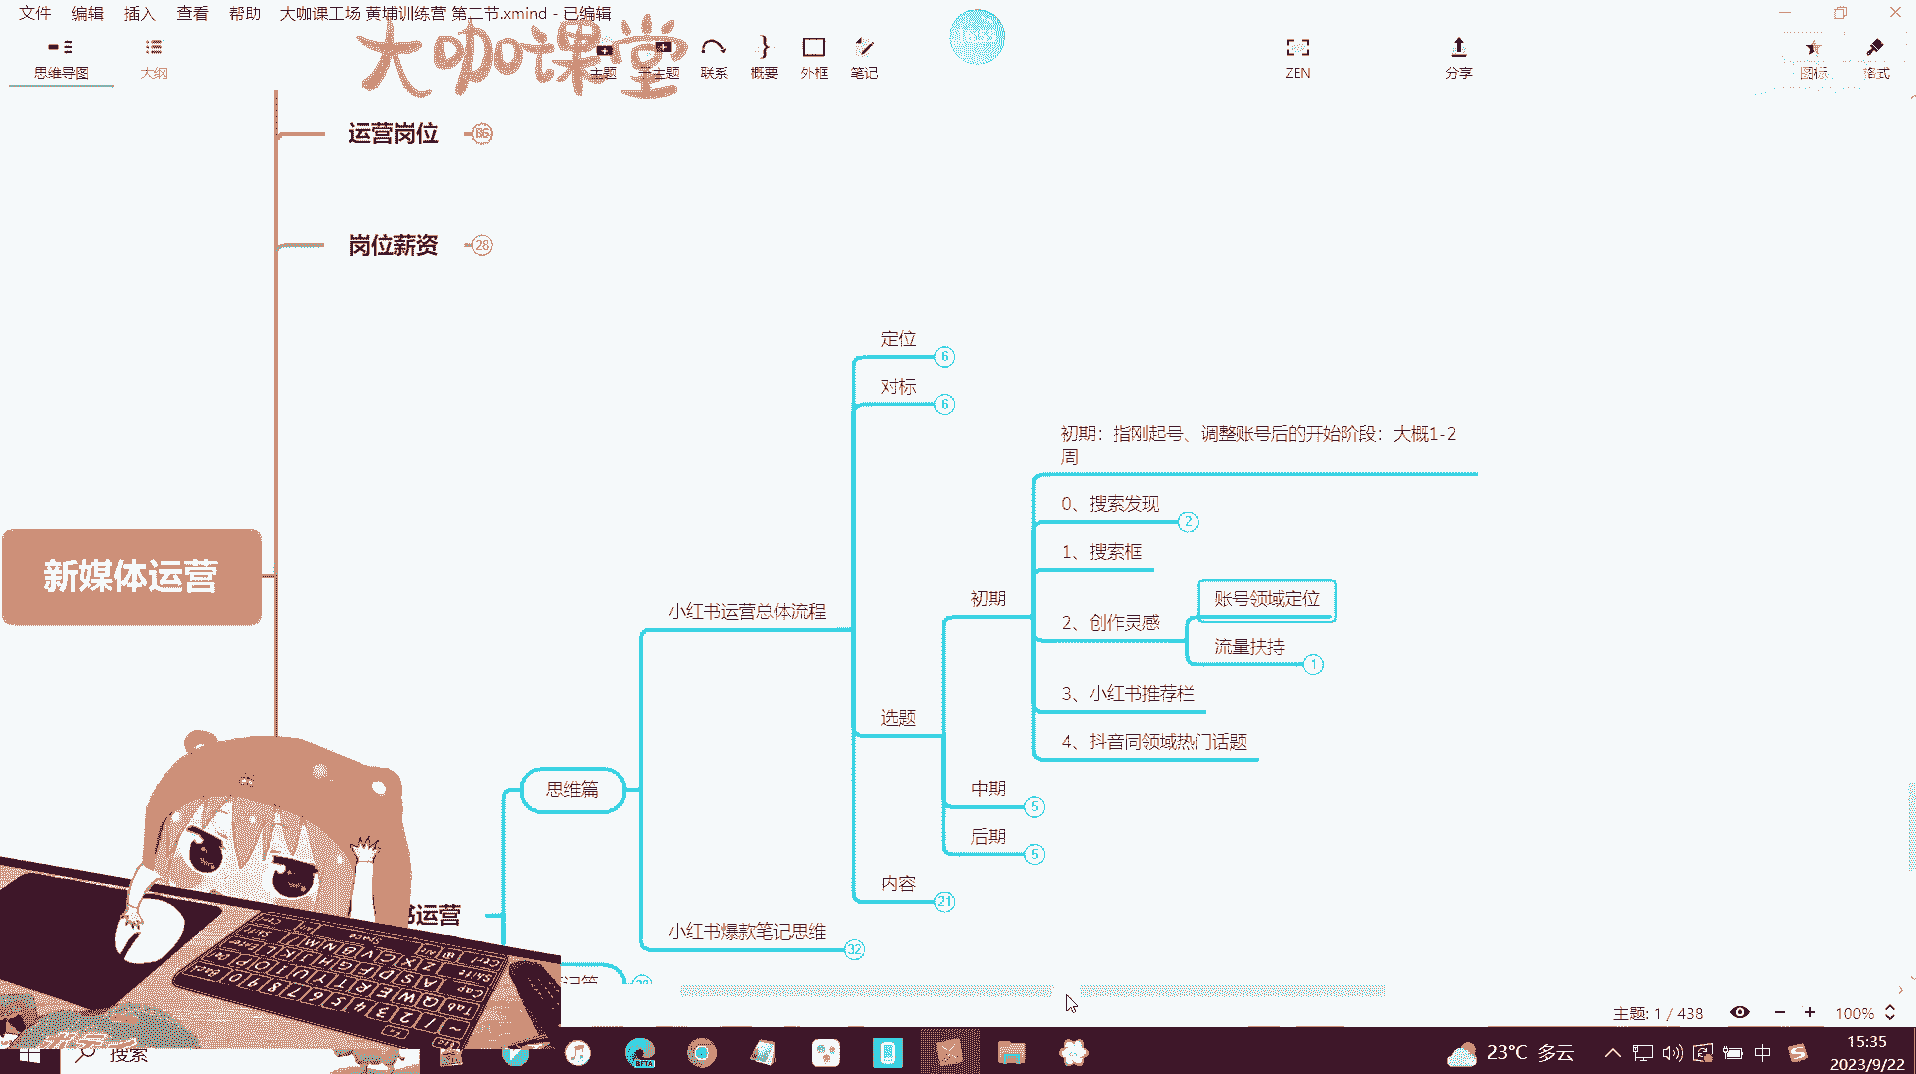 文件 编辑 插入 查看 帮助 大咖课工场 黄埔训练营 第二节.xmind - 已编辑
大咖课堂
思维导图 大纲 主题 子主题 联系 概要 外框 笔记 ZEN 分享 图标 格式
运营岗位
岗位薪资 28
定位 6
对标 6
初期：指刚起号、调整账号后的开始阶段：大概1-2
周
0、搜索发现 2
1、搜索框
账号领域定位
新媒体运营
初期
小红书运营总体流程
2、创作灵感
流量扶持 1
3、小红书推荐栏
选题
4、抖音同领域热门话题
思维篇
中期 5
后期 5
内容 21
书运营
小红书爆款笔记思维 32
主题: 1 / 438 100%
搜索
BETA
23°C 多云 中
15:35
2023/9/22